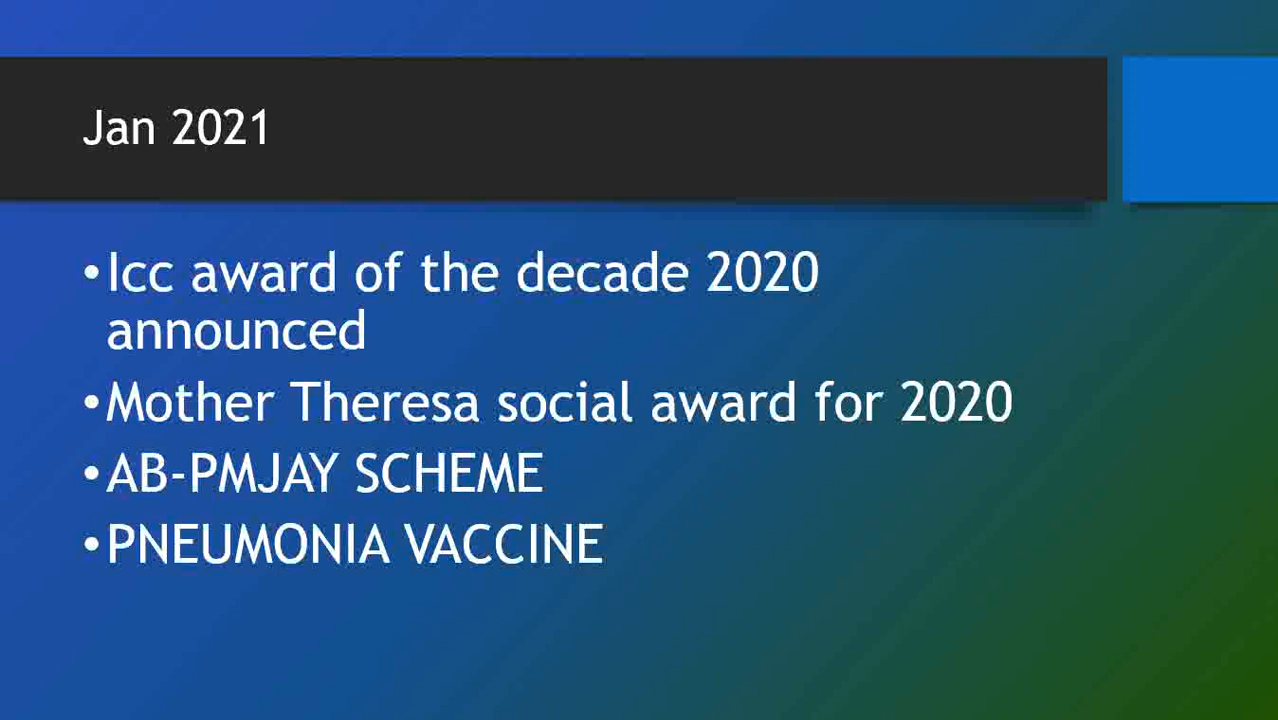 Jan 2021
•Icc award of the decade 2020
announced
•Mother Theresa social award for 2020
•AB-PMJAY SCHEME
•PNEUMONIA VACCINE